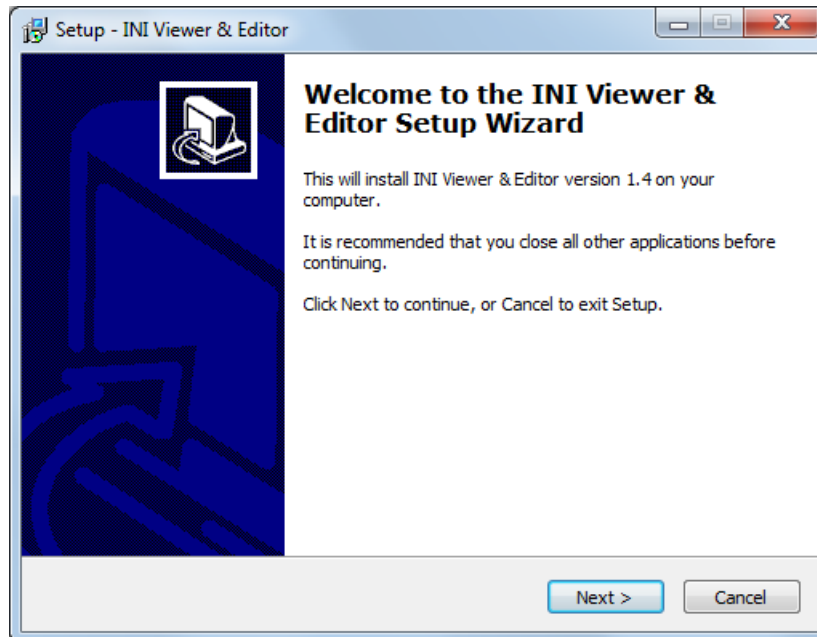 Setup - INI Viewer & Editor
Welcome to the INI Viewer &
Editor Setup Wizard
This will install INI Viewer & Editor version 1.4 on your
computer.
It is recommended that you close all other applications before
continuing.
Click Next to continue, or Cancel to exit Setup.
Next >
Cancel